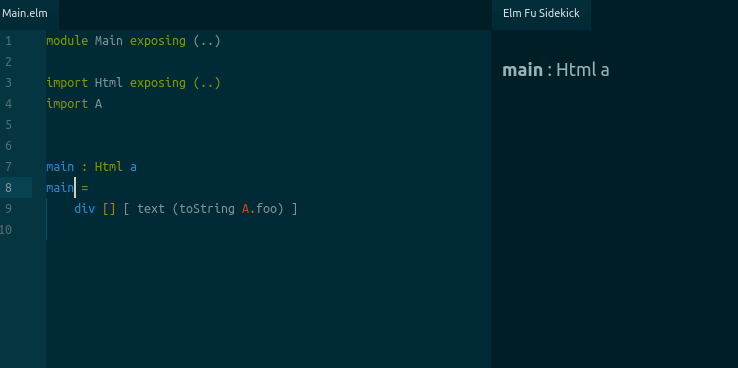 Main.elm
Elm Fu Sidekick
1 module Main exposing (..)
2
3 import Html exposing (..)
4 import A
5
6
7 main : Html a
8 main =
9     div [] [ text (toString A.foo) ]
10
main : Html a